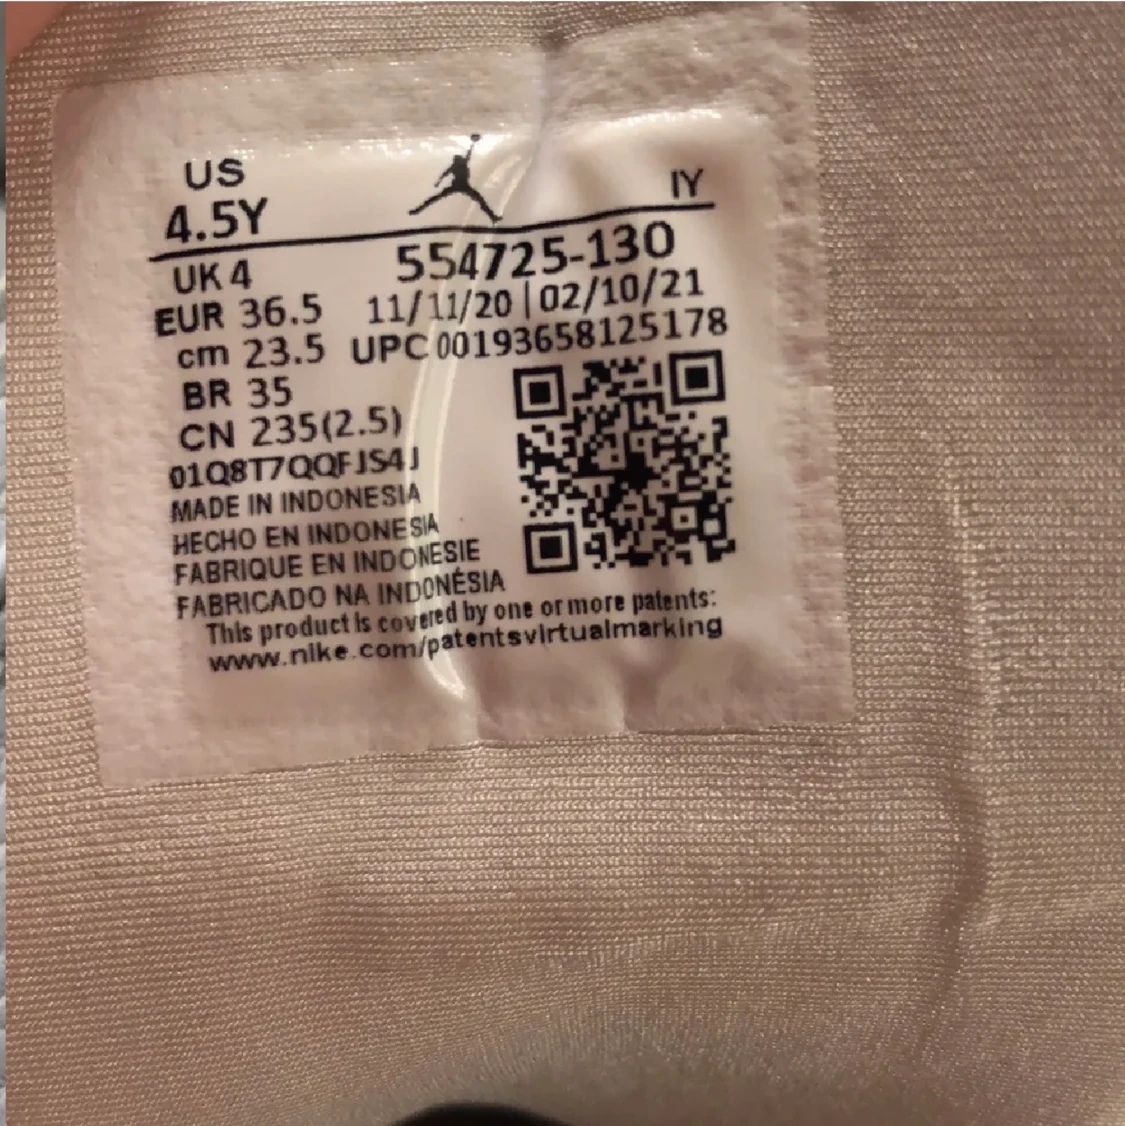 US IY
4.5Y
UK 4 554725-130
EUR 36.5 11/11/20 | 02/10/21
cm 23.5 UPC 00193658125178
BR 35
CN 235(2.5)
01Q8T7QQFJS4J
MADE IN INDONESIA
HECHO EN INDONESIA
FABRIQUE EN INDONESIE
FABRICADO NA INDONÉSIA
This product is covered by one or more patents:
www.nike.com/patentsvirtualmarking